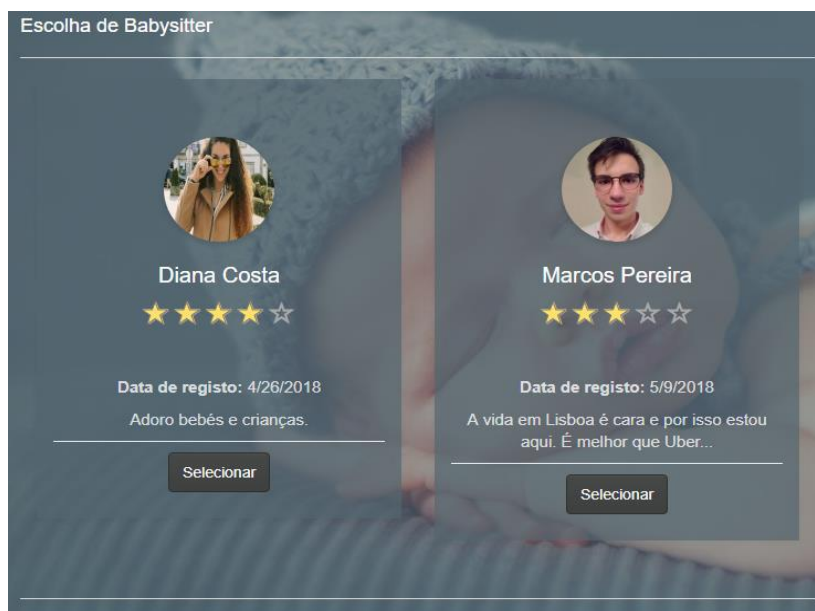 Escolha de Babysitter
Diana Costa
Data de registo: 4/26/2018
Adoro bebés e crianças.
Selecionar
Marcos Pereira
Data de registo: 5/9/2018
A vida em Lisboa é cara e por isso estou
aqui. É melhor que Uber...
Selecionar